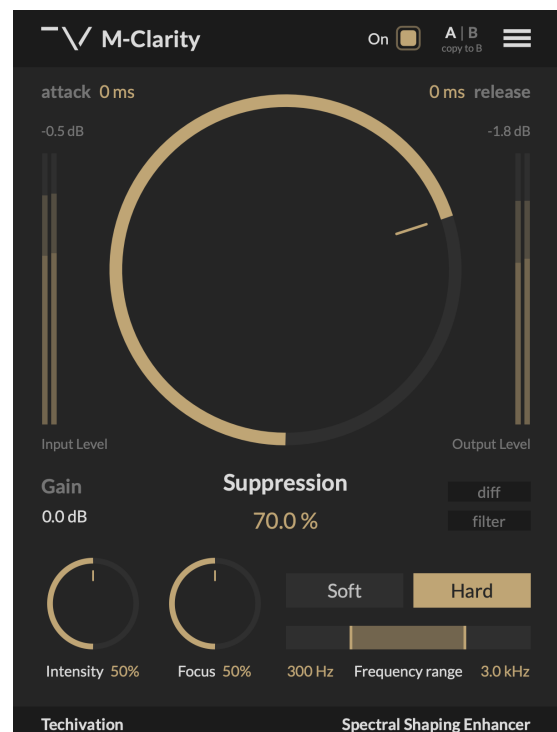 M-Clarity On A | B
copy to B
attack 0 ms 0 ms release
-0.5 dB -1.8 dB
Input Level Output Level
Gain Suppression diff
0.0 dB 70.0 % filter
Soft Hard
Intensity 50% Focus 50% 300 Hz Frequency range 3.0 kHz
Techivation Spectral Shaping Enhancer